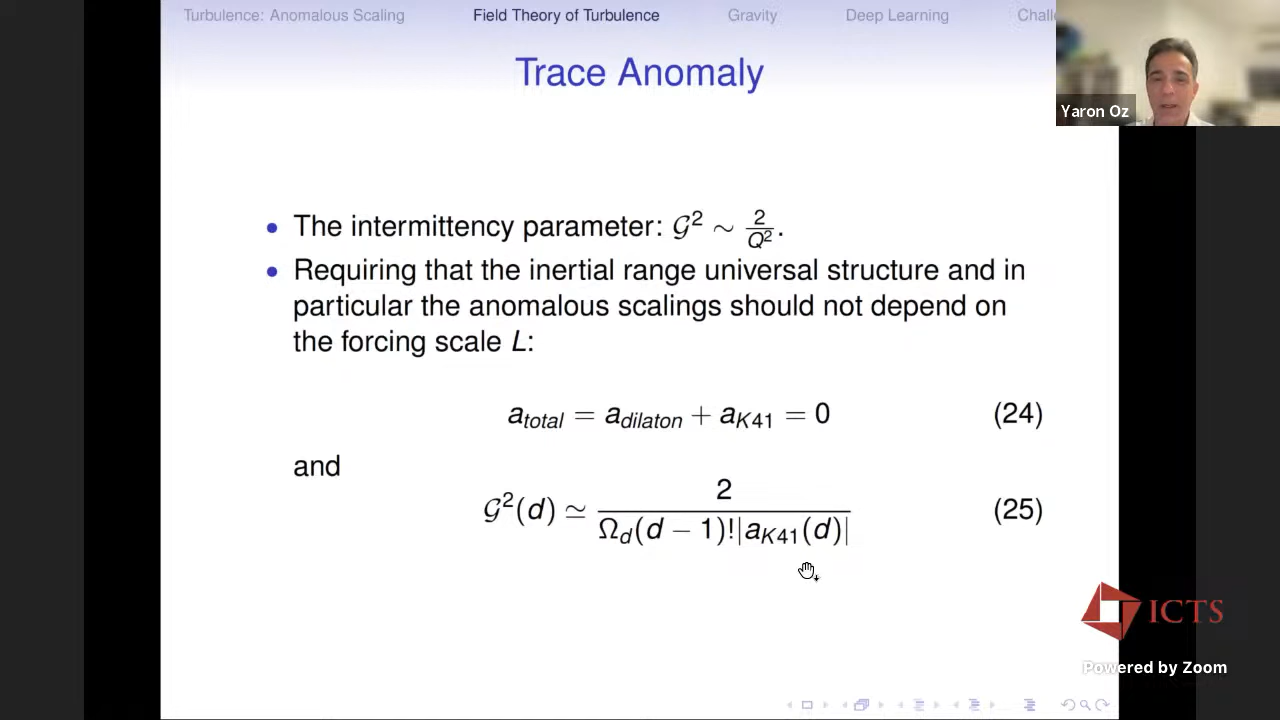 Turbulence: Anomalous Scaling Field Theory of Turbulence Gravity Deep Learning
Trace Anomaly
Yaron Oz
• The intermittency parameter: 𝒢² ∼ 2/Q².
• Requiring that the inertial range universal structure and in
particular the anomalous scalings should not depend on
the forcing scale L:
a_total = a_dilaton + a_K41 = 0 (24)
and
𝒢²(d) ≃ 2/(Ω_d(d − 1)!|a_K41(d)|) (25)
ICTS
Powered by Zoom